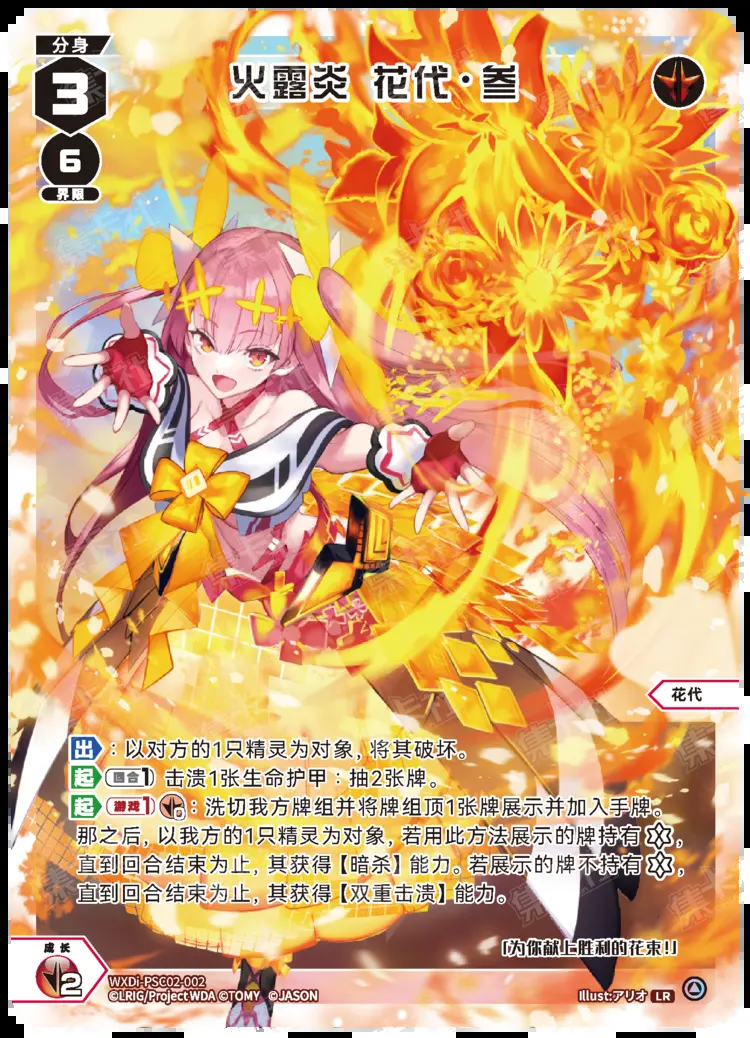 分身
3
火露炎 花代·叁
6
界限
花代
出:以对方的1只精灵为对象,将其破坏。
起 回合1 击溃1张生命护甲:抽2张牌。
起 游戏1 0:洗切我方牌组并将牌组顶1张牌展示并加入手牌。
那之后,以我方的1只精灵为对象,若用此方法展示的牌持有,
直到回合结束为止,其获得【暗杀】能力。若展示的牌不持有,
直到回合结束为止,其获得【双重击溃】能力。
「为你献上胜利的花束!」
成长
2
WXDi-PSC02-002
©LRIG/Project WDA ©TOMY ©JASON
Illust:アリオ LR